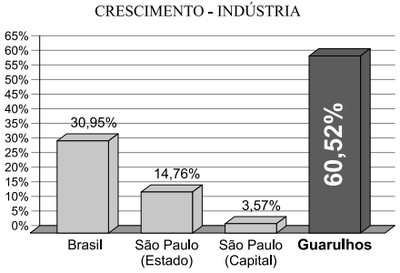 CRESCIMENTO - INDÚSTRIA
65%
60%
55%
50%
45%
40%
35%
30%
25%
20%
15%
10%
5%
0%
30,95%
14,76%
3,57%
60,52%
Brasil
São Paulo
(Estado)
São Paulo
(Capital)
Guarulhos